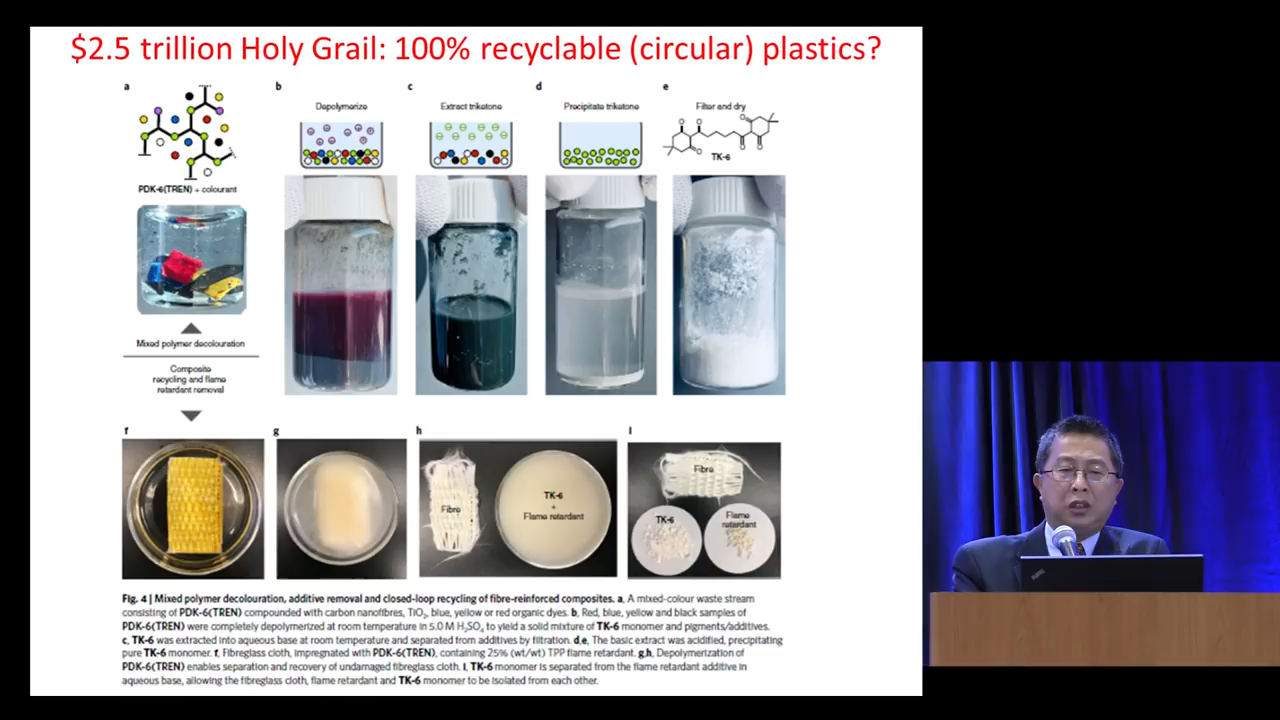 $2.5 trillion Holy Grail: 100% recyclable (circular) plastics?
a
b
c
d
e
Depolymerize
Extract triketone
Precipitate triketone
Filter and dry
O
O
O
O
O
O
TK-6
PDK-6(TREN) + colourant
Mixed polymer decolouration
Composite
recycling and flame
retardant removal
f
g
h
i
Fibre
TK-6
+
Flame retardant
Fibre
TK-6
Flame
retardant
Fig. 4 | Mixed polymer decolouration, additive removal and closed-loop recycling of fibre-reinforced composites. a, A mixed-colour waste stream
consisting of PDK-6(TREN) compounded with carbon nanofibres, TiO₂, blue, yellow or red organic dyes. b, Red, blue, yellow and black samples of
PDK-6(TREN) were completely depolymerized at room temperature in 5.0 M H₂SO₄ to yield a solid mixture of TK-6 monomer and pigments/additives.
c, TK-6 was extracted into aqueous base at room temperature and separated from additives by filtration. d,e, The basic extract was acidified, precipitating
pure TK-6 monomer. f, Fibreglass cloth, impregnated with PDK-6(TREN), containing 25% (wt/wt) TPP flame retardant. g,h, Depolymerization of
PDK-6(TREN) enables separation and recovery of undamaged fibreglass cloth. i, TK-6 monomer is separated from the flame retardant additive in
aqueous base, allowing the fibreglass cloth, flame retardant and TK-6 monomer to be isolated from each other.